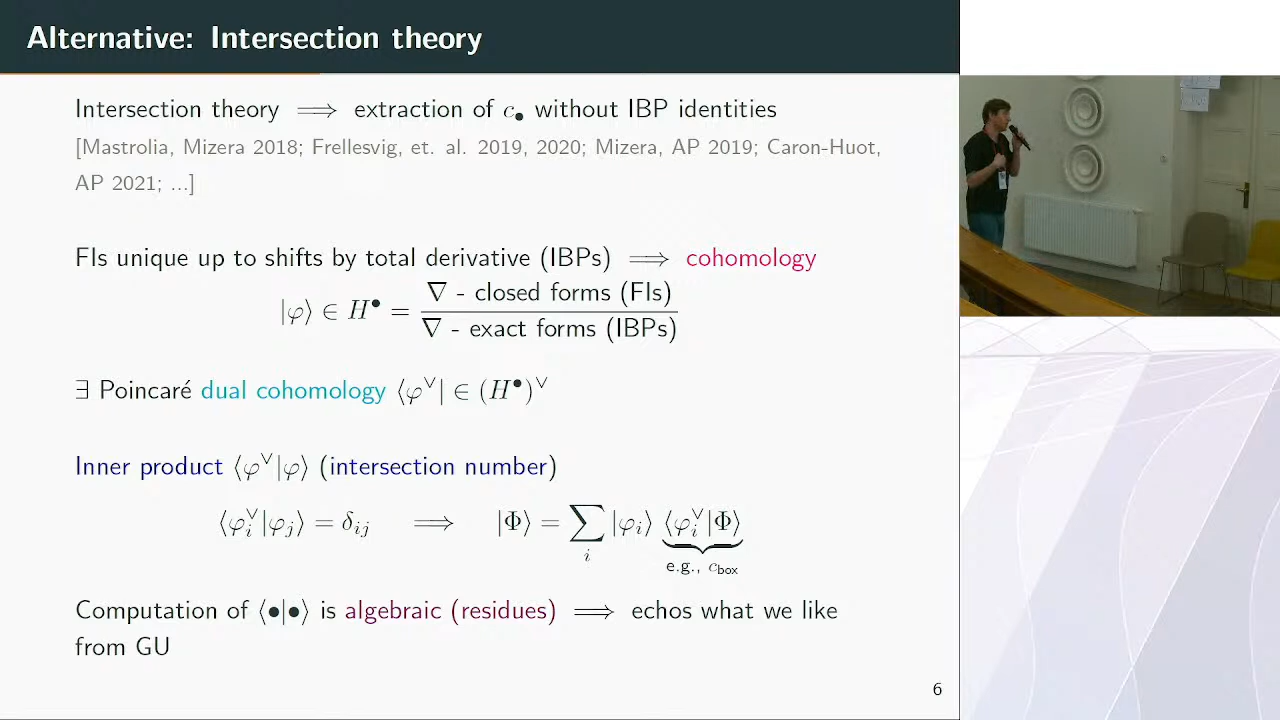 Alternative: Intersection theory
Intersection theory ⟹ extraction of c• without IBP identities
[Mastrolia, Mizera 2018; Frellesvig, et. al. 2019, 2020; Mizera, AP 2019; Caron-Huot,
AP 2021; ...]
FIs unique up to shifts by total derivative (IBPs) ⟹ cohomology
|φ⟩ ∈ H• = ∇ - closed forms (FIs) / ∇ - exact forms (IBPs)
∃ Poincaré dual cohomology ⟨φ∨| ∈ (H•)∨
Inner product ⟨φ∨|φ⟩ (intersection number)
⟨φ∨i|φj⟩ = δij ⟹ |Φ⟩ = ∑i |φi⟩ ⟨φ∨i|Φ⟩
e.g., cbox
Computation of ⟨•|•⟩ is algebraic (residues) ⟹ echos what we like
from GU
6